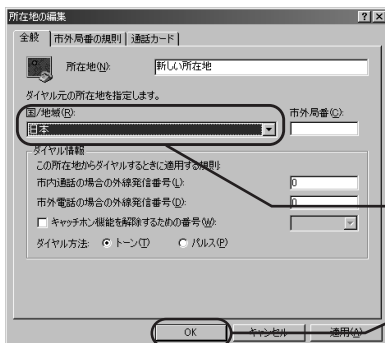 所在地の編集
全般 市外局番の規則 通話カード
所在地(N): 新しい所在地
ダイヤル元の所在地を指定します。
国/地域(R): 市外局番(C):
日本
ダイヤル情報
この所在地からダイヤルするときに適用する規則:
市内通話の場合の外線発信番号(L): 0
市外電話の場合の外線発信番号(D): 0
キャッチホン機能を解除するための番号(W):
ダイヤル方法: トーン(T) パルス(P)
OK キャンセル 適用(A)